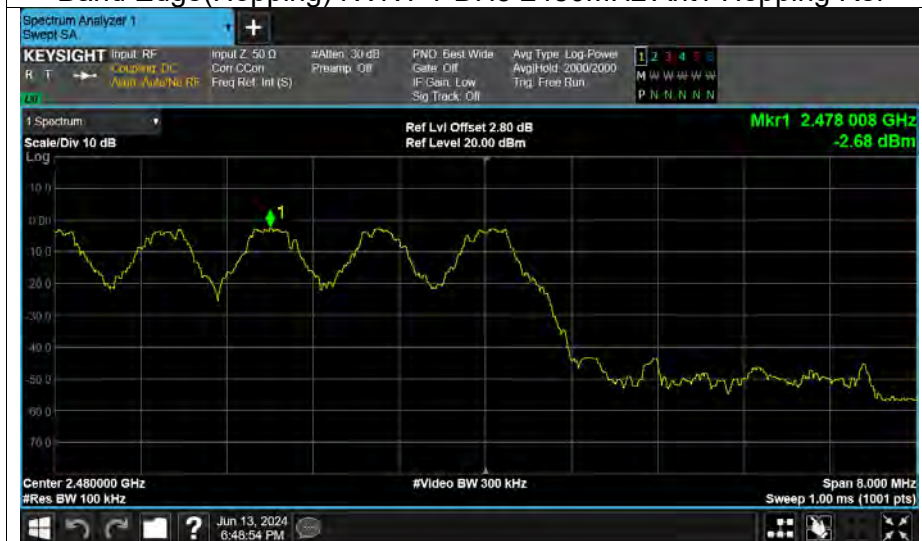 Band Edge(Hopping) NVNT 1-DH5 2480MHz Ant1 Hopping Ref
Spectrum Analyzer 1
Swept SA
+
KEYSIGHT
R T
Input: RF
Coupling: DC
Align: Auto/No RF
Input Z: 50 Ω
Corr CCorr
Freq Ref: Int (S)
#Atten: 30 dB
Preamp: Off
PNO: Best Wide
Gate: Off
IF Gain: Low
Sig Track: Off
Avg Type: Log-Power
Avg|Hold: 2000/2000
Trig: Free Run
1 2 3 4 5 6
M W W W W W
P N N N N N
1 Spectrum
Scale/Div 10 dB
Log
Ref Lvl Offset 2.80 dB
Ref Level 20.00 dBm
Mkr1 2.478 008 GHz
-2.68 dBm
10.0
0.00
1
-10.0
-20.0
-30.0
-40.0
-50.0
-60.0
-70.0
Center 2.480000 GHz
#Res BW 100 kHz
#Video BW 300 kHz
Span 8.000 MHz
Sweep 1.00 ms (1001 pts)
?
Jun 13, 2024
6:48:54 PM